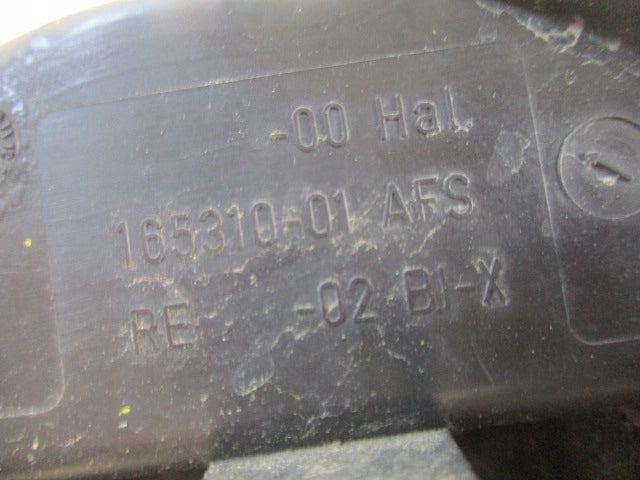 -00 Hal.
165310-01 AFS
RE -02 BI-X